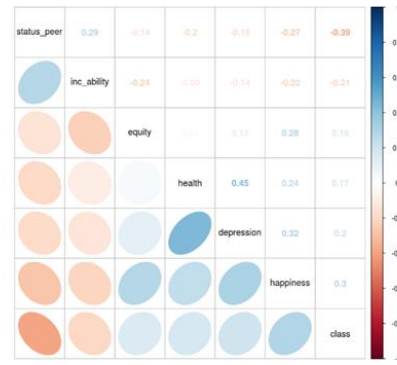 status_peer 0.29 -0.14 -0.2 -0.18 -0.27 -0.39
inc_ability -0.24 -0.14 -0.22 -0.21
equity 0.11 0.28 0.15
health 0.45 0.24 0.17
depression 0.32 0.2
happiness 0.3
class